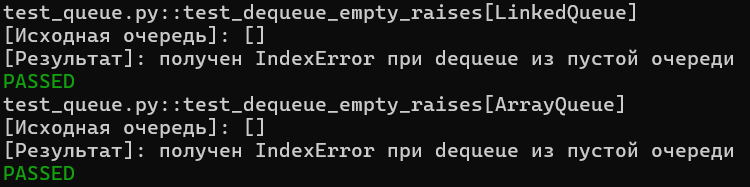 test_queue.py::test_dequeue_empty_raises[LinkedQueue]
[Исходная очередь]: []
[Результат]: получен IndexError при dequeue из пустой очереди
PASSED
test_queue.py::test_dequeue_empty_raises[ArrayQueue]
[Исходная очередь]: []
[Результат]: получен IndexError при dequeue из пустой очереди
PASSED